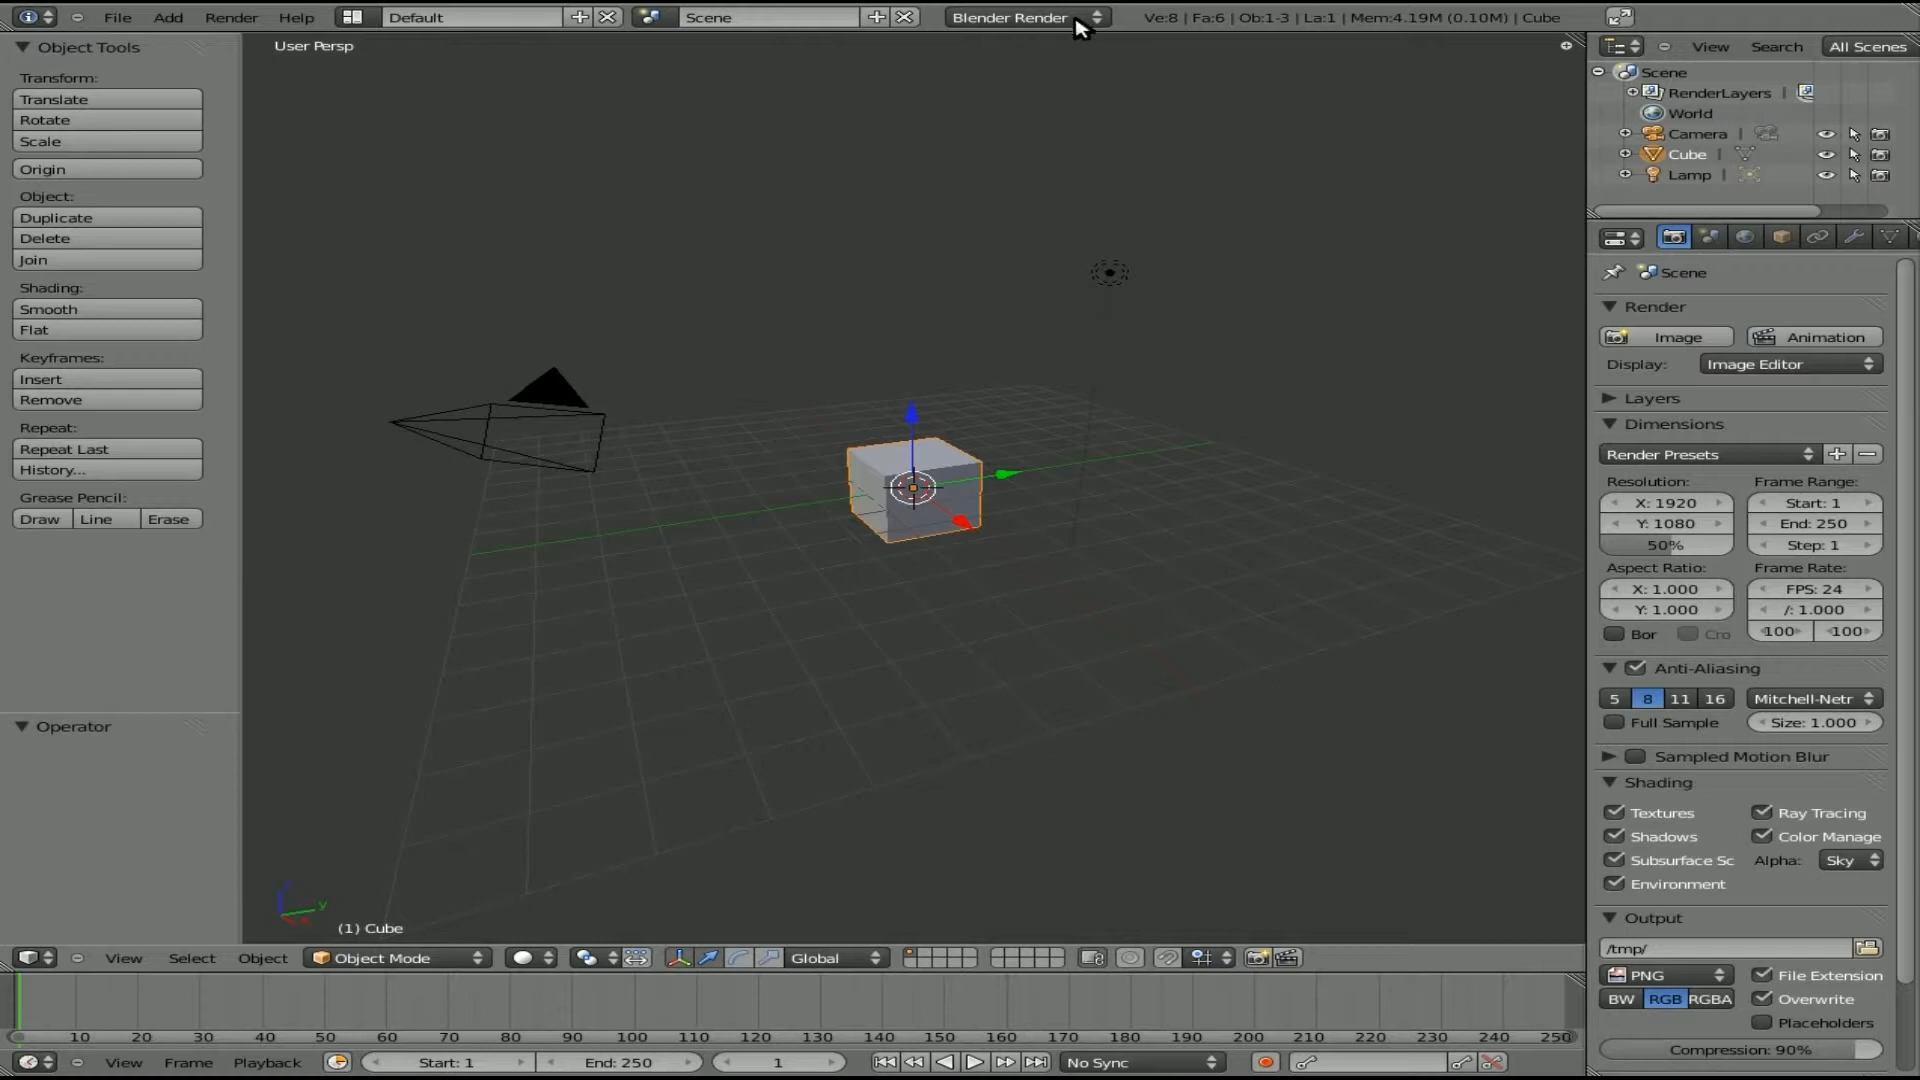 File Add Render Help Default Scene Blender Render Ve:8 | Fa:6 | Ob:1-3 | La:1 | Mem:4.19M (0.10M) | Cube
Object Tools
Transform:
Translate
Rotate
Scale
Origin
Object:
Duplicate
Delete
Join
Shading:
Smooth
Flat
Keyframes:
Insert
Remove
Repeat:
Repeat Last
History...
Grease Pencil:
Draw Line Erase
Operator
User Persp
y
(1) Cube
View Search All Scenes
Scene
RenderLayers |
World
Camera |
Cube |
Lamp |
Scene
Render
Image Animation
Display: Image Editor
Layers
Dimensions
Render Presets
Resolution: Frame Range:
X: 1920 Start: 1
Y: 1080 End: 250
50% Step: 1
Aspect Ratio: Frame Rate:
X: 1.000 FPS: 24
Y: 1.000 /: 1.000
Bor Cro 100 100
Anti-Aliasing
5 8 11 16 Mitchell-Netr
Full Sample Size: 1.000
Sampled Motion Blur
Shading
Textures Ray Tracing
Shadows Color Manage
Subsurface Sc Alpha: Sky
Environment
Output
/tmp/
PNG File Extension
BW RGB RGBA Overwrite
Placeholders
Compression: 90%
View Select Object Object Mode Global
10 20 30 40 50 60 70 80 90 100 110 120 130 140 150 160 170 180 190 200 210 220 230 240 250
View Frame Playback Start: 1 End: 250 1 No Sync